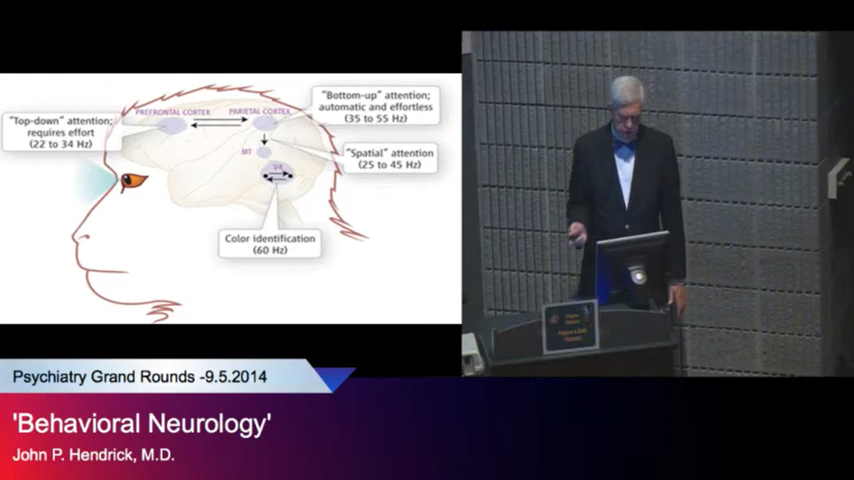 "Top-down" attention;
requires effort
(22 to 34 Hz)
PREFRONTAL CORTEX
PARIETAL CORTEX
"Bottom-up" attention;
automatic and effortless
(35 to 55 Hz)
MT
"Spatial" attention
(25 to 45 Hz)
V4
Color identification
(60 Hz)
Psychiatry Grand Rounds -9.5.2014
'Behavioral Neurology'
John P. Hendrick, M.D.